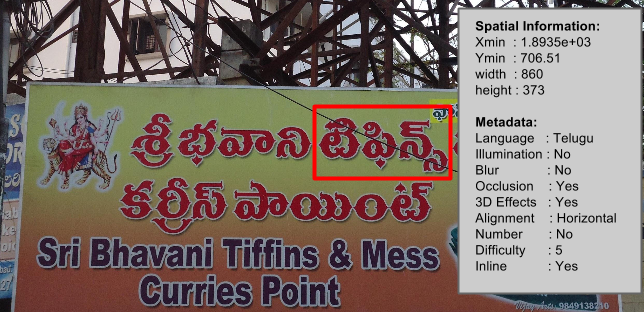 శ్రీ భవాని టిఫిన్స్
కర్రీస్ పాయింట్
Sri Bhavani Tiffins & Mess
Curries Point
9849138210
Spatial Information:
Xmin : 1.8935e+03
Ymin : 706.51
width : 860
height : 373
Metadata:
Language : Telugu
Illumination : No
Blur : No
Occlusion : Yes
3D Effects : Yes
Alignment : Horizontal
Number : No
Difficulty : 5
Inline : Yes